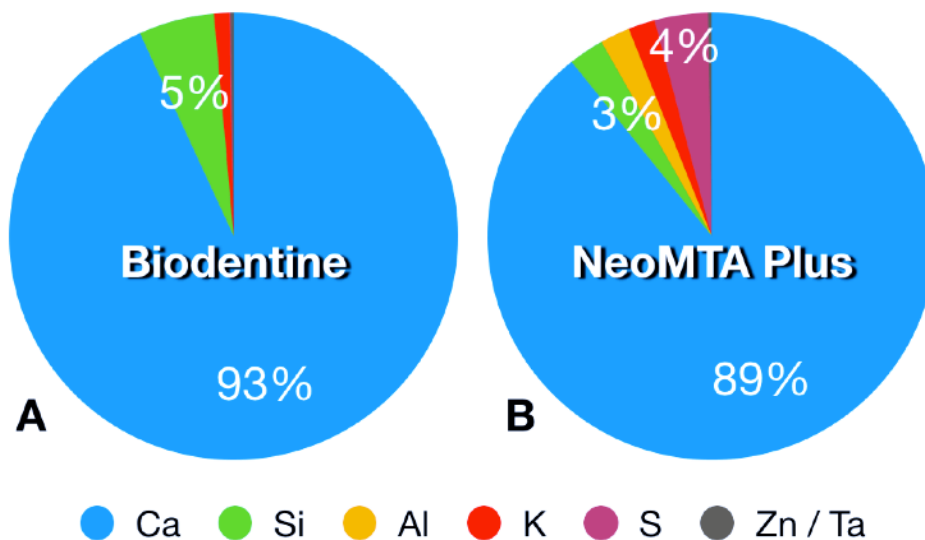 5%
4%
3%
Biodentine
NeoMTA Plus
93%
89%
A
B
Ca Si Al K S Zn / Ta